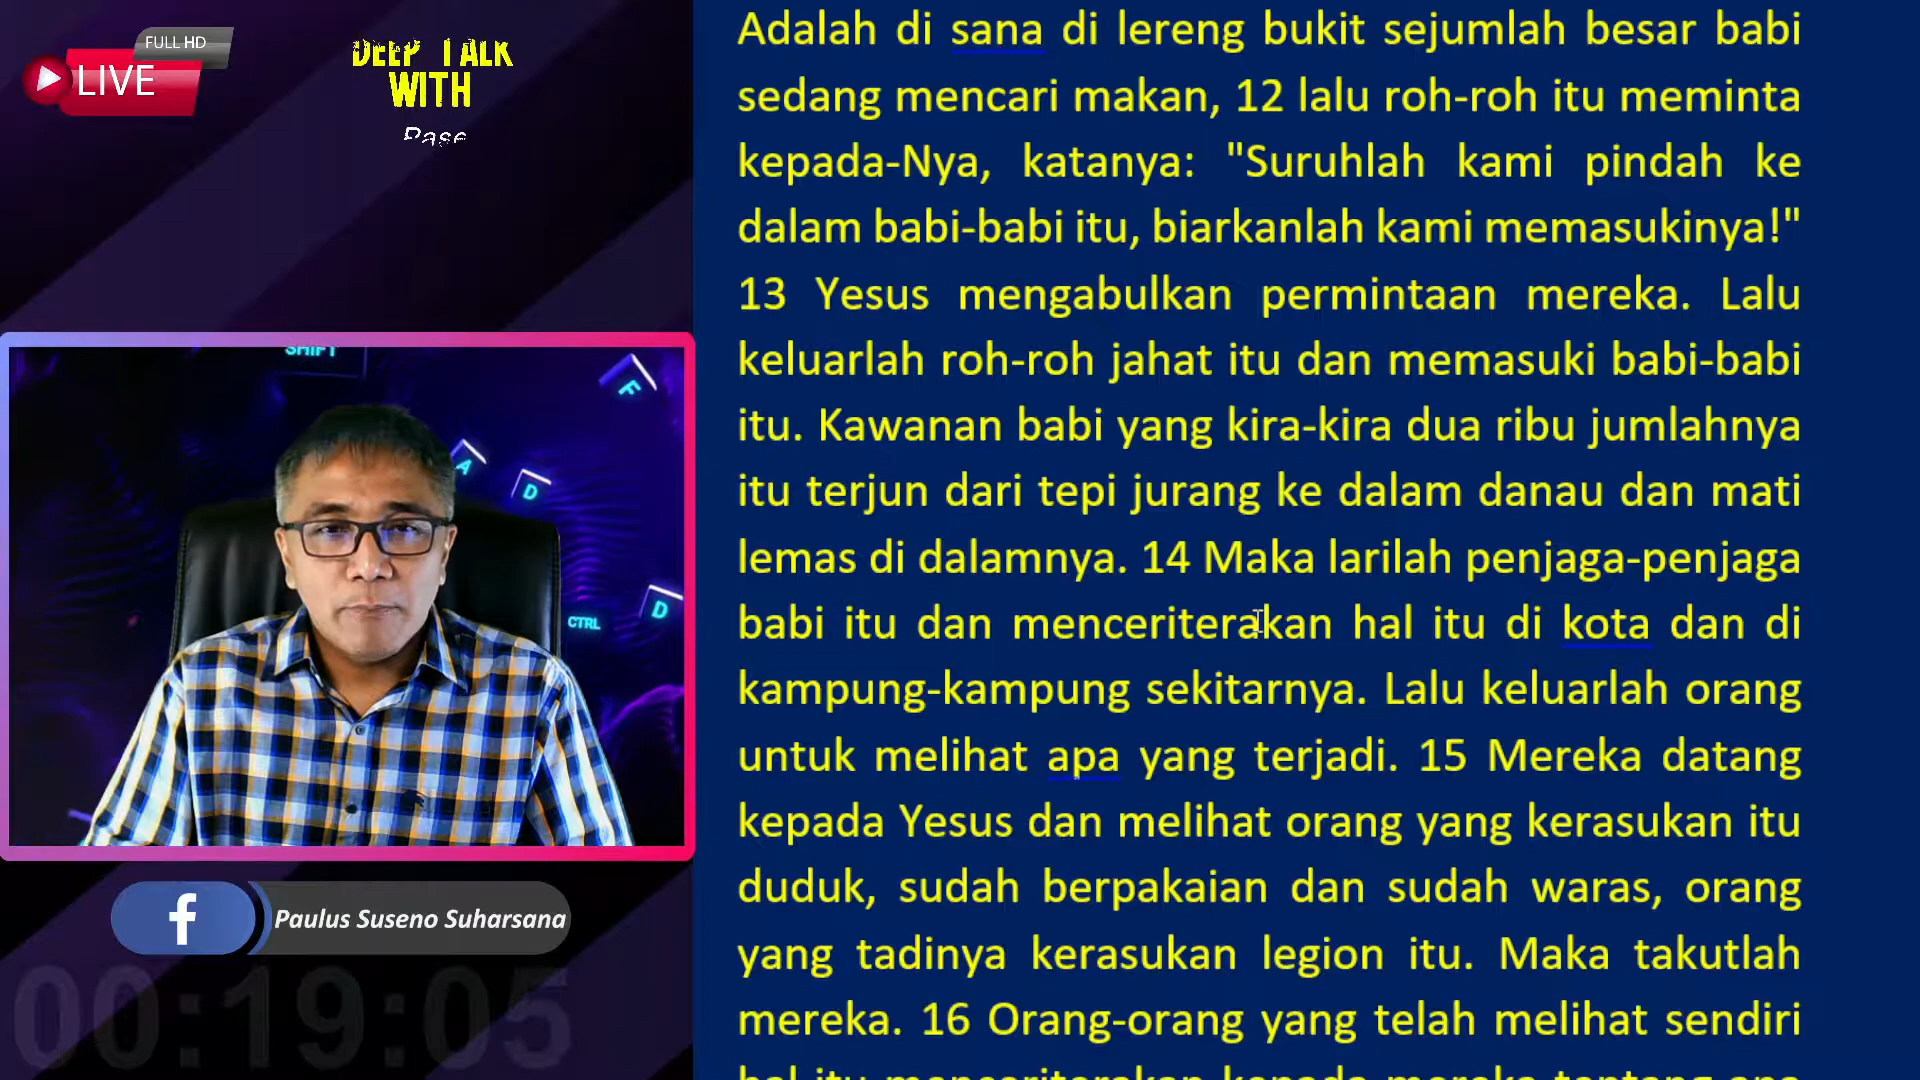 FULL HD
LIVE
DEEP TALK
WITH
SHIFT
F
A
D
D
CTRL
Paulus Suseno Suharsana
00:19:05
Adalah di sana di lereng bukit sejumlah besar babi
sedang mencari makan, 12 lalu roh-roh itu meminta
kepada-Nya, katanya: "Suruhlah kami pindah ke
dalam babi-babi itu, biarkanlah kami memasukinya!"
13 Yesus mengabulkan permintaan mereka. Lalu
keluarlah roh-roh jahat itu dan memasuki babi-babi
itu. Kawanan babi yang kira-kira dua ribu jumlahnya
itu terjun dari tepi jurang ke dalam danau dan mati
lemas di dalamnya. 14 Maka larilah penjaga-penjaga
babi itu dan menceriterakan hal itu di kota dan di
kampung-kampung sekitarnya. Lalu keluarlah orang
untuk melihat apa yang terjadi. 15 Mereka datang
kepada Yesus dan melihat orang yang kerasukan itu
duduk, sudah berpakaian dan sudah waras, orang
yang tadinya kerasukan legion itu. Maka takutlah
mereka. 16 Orang-orang yang telah melihat sendiri
hal itu menceriterakan kepada mereka tentang apa